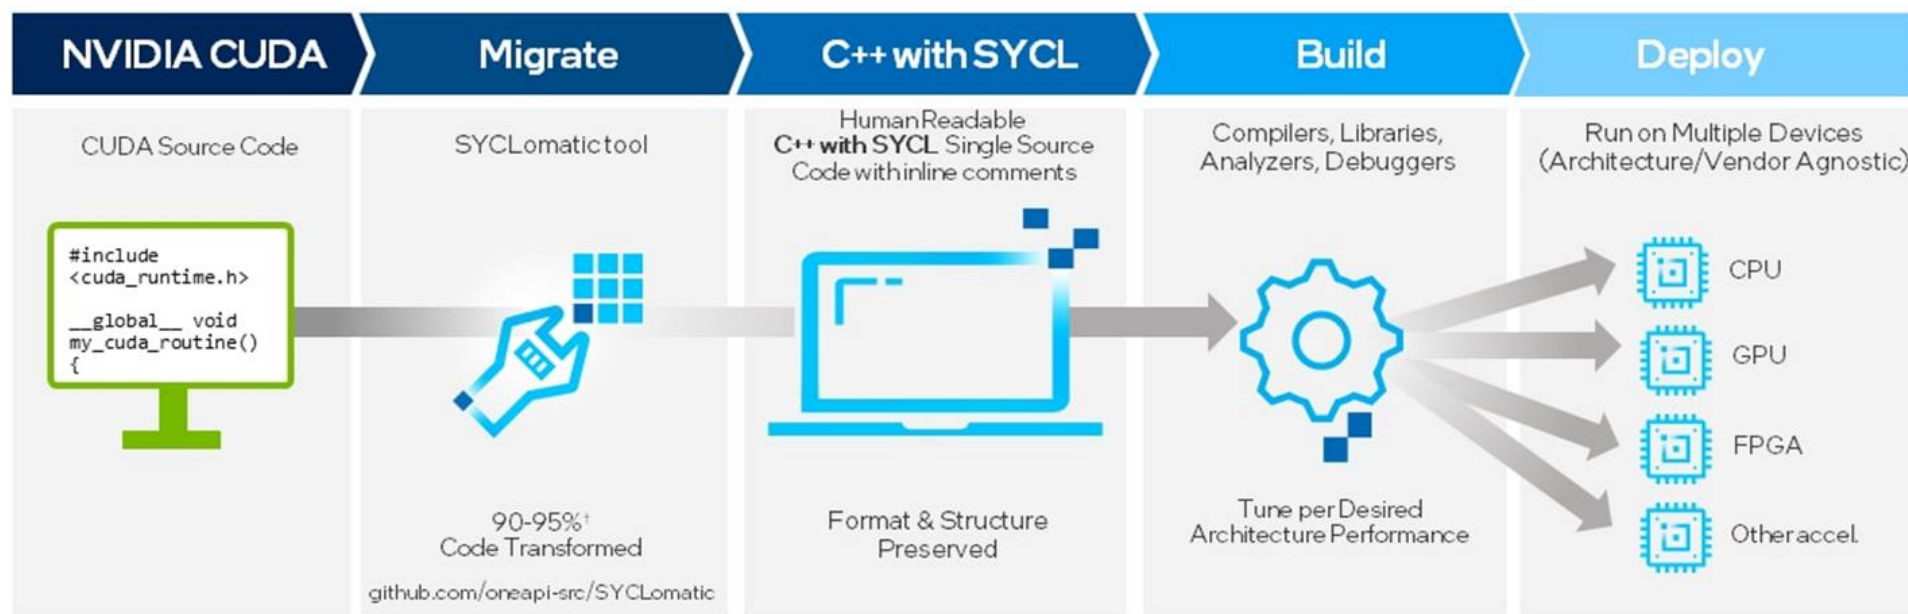 NVIDIA CUDA
Migrate
C++ with SYCL
Build
Deploy
CUDA Source Code
#include
<cuda_runtime.h>
__global__ void
my_cuda_routine()
{
SYCLomatic tool
90-95%†
Code Transformed
github.com/oneapi-src/SYCLomatic
Human Readable
C++ with SYCL Single Source
Code with inline comments
Format & Structure
Preserved
Compilers, Libraries,
Analyzers, Debuggers
Tune per Desired
Architecture Performance
Run on Multiple Devices
(Architecture/Vendor Agnostic)
CPU
GPU
FPGA
Other accel.